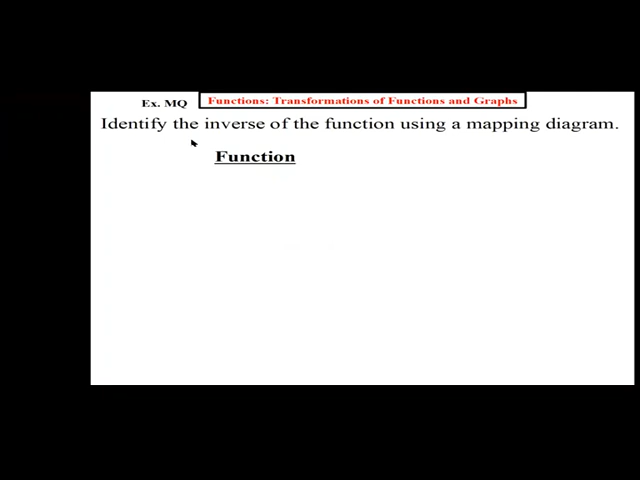 Ex. MQ Functions: Transformations of Functions and Graphs
Identify the inverse of the function using a mapping diagram.
Function